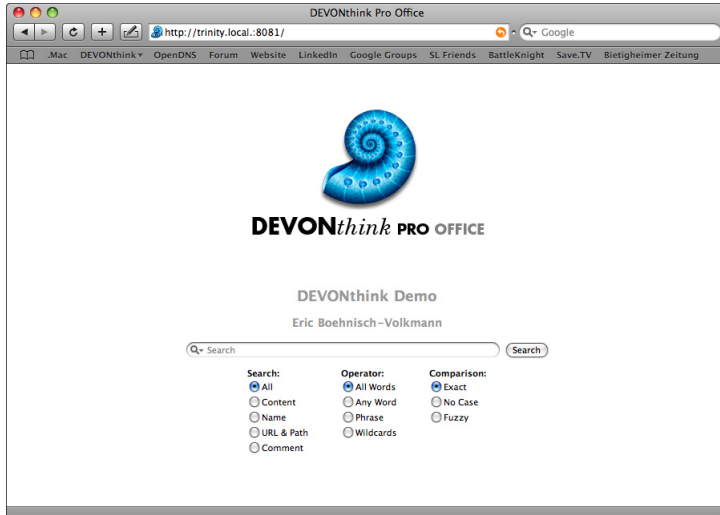 DEVONthink Pro Office
http://trinity.local.:8081/
Google
.Mac DEVONthink OpenDNS Forum Website LinkedIn Google Groups SL Friends BattleKnight Save.TV Bietigheimer Zeitung
DEVONthink PRO OFFICE
DEVONthink Demo
Eric Boehnisch-Volkmann
Search Search
Search: Operator: Comparison:
All All Words Exact
Content Any Word No Case
Name Phrase Fuzzy
URL & Path Wildcards
Comment